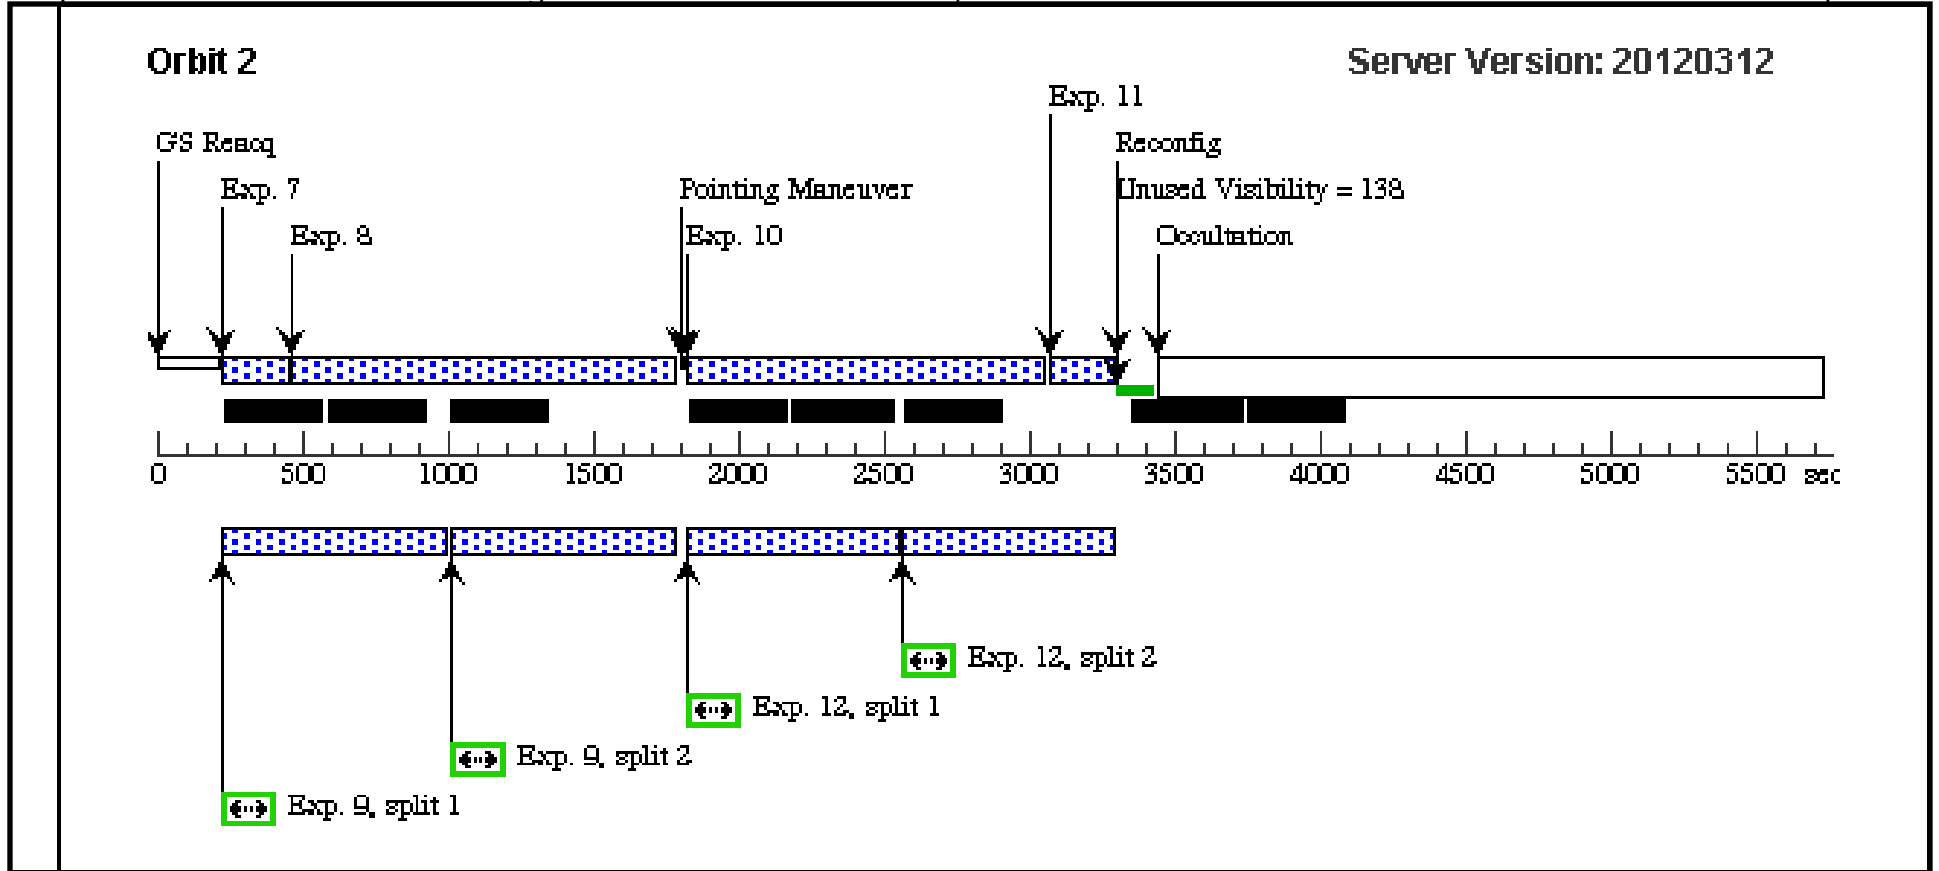 Orbit 2
Server Version: 20120312
Exp. 11
GS Reacq
Reconfig
Exp. 7
Pointing Maneuver
Unused Visibility = 138
Exp. 8
Exp. 10
Occultation
0 500 1000 1500 2000 2500 3000 3500 4000 4500 5000 5500 sec
Exp. 12, split 2
Exp. 12, split 1
Exp. 9, split 2
Exp. 9, split 1